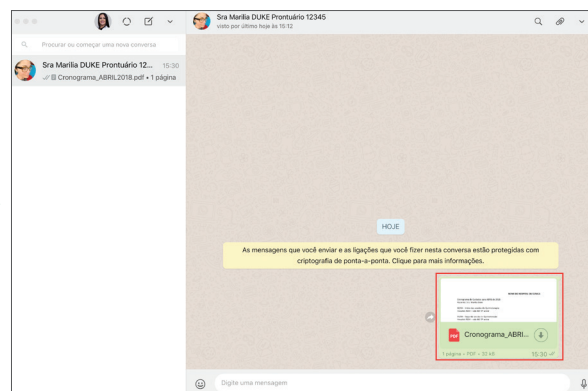 Sra Marilia DUKE Prontuário 12345
visto por último hoje às 15:12
Procurar ou começar uma nova conversa
Sra Marilia DUKE Prontuário 12... 15:30
Cronograma_ABRIL2018.pdf • 1 página
HOJE
As mensagens que você enviar e as ligações que você fizer nesta conversa estão protegidas com
criptografia de ponta-a-ponta. Clique para mais informações.
PDF Cronograma_ABRI...
1 página • PDF • 32 kB 15:30
Digite uma mensagem